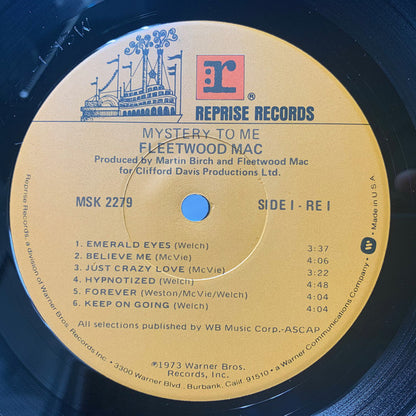 r®
REPRISE RECORDS
MYSTERY TO ME
FLEETWOOD MAC
Produced by Martin Birch and Fleetwood Mac
for Clifford Davis Productions Ltd.
MSK 2279
SIDE I - RE I
1. EMERALD EYES (Welch) 3:37
2. BELIEVE ME (McVie) 4:06
3. JUST CRAZY LOVE (McVie) 3:22
4. HYPNOTIZED (Welch) 4:48
5. FOREVER (Weston/McVie/Welch) 4:04
6. KEEP ON GOING (Welch) 4:04
All selections published by WB Music Corp.-ASCAP
℗1973 Warner Bros.
Records, Inc.
Reprise Records, a division of Warner Bros. Records Inc. • 3300 Warner Blvd., Burbank, Calif. 91510 • a Warner Communications Company • W • Made in U.S.A.